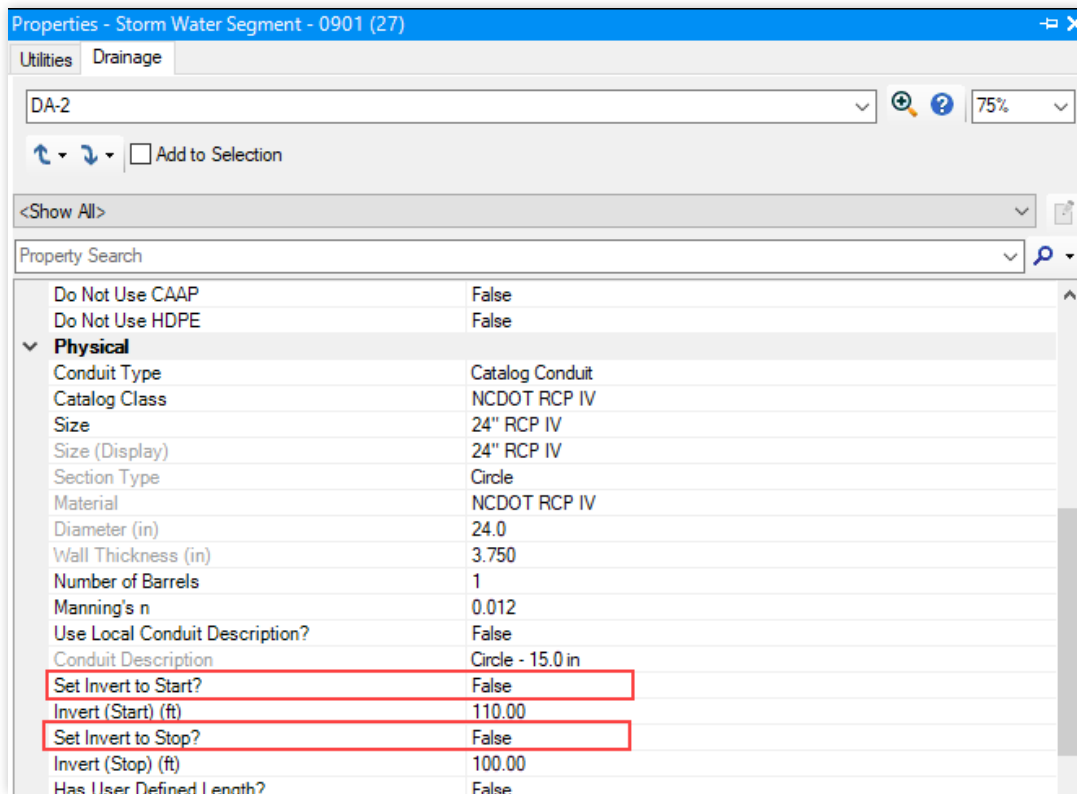 Properties - Storm Water Segment - 0901 (27)
Utilities Drainage
DA-2 75%
Add to Selection
<Show All>
Property Search
Do Not Use CAAP False
Do Not Use HDPE False
Physical
Conduit Type Catalog Conduit
Catalog Class NCDOT RCP IV
Size 24" RCP IV
Size (Display) 24" RCP IV
Section Type Circle
Material NCDOT RCP IV
Diameter (in) 24.0
Wall Thickness (in) 3.750
Number of Barrels 1
Manning's n 0.012
Use Local Conduit Description? False
Conduit Description Circle - 15.0 in
Set Invert to Start? False
Invert (Start) (ft) 110.00
Set Invert to Stop? False
Invert (Stop) (ft) 100.00
Has User Defined Length? False